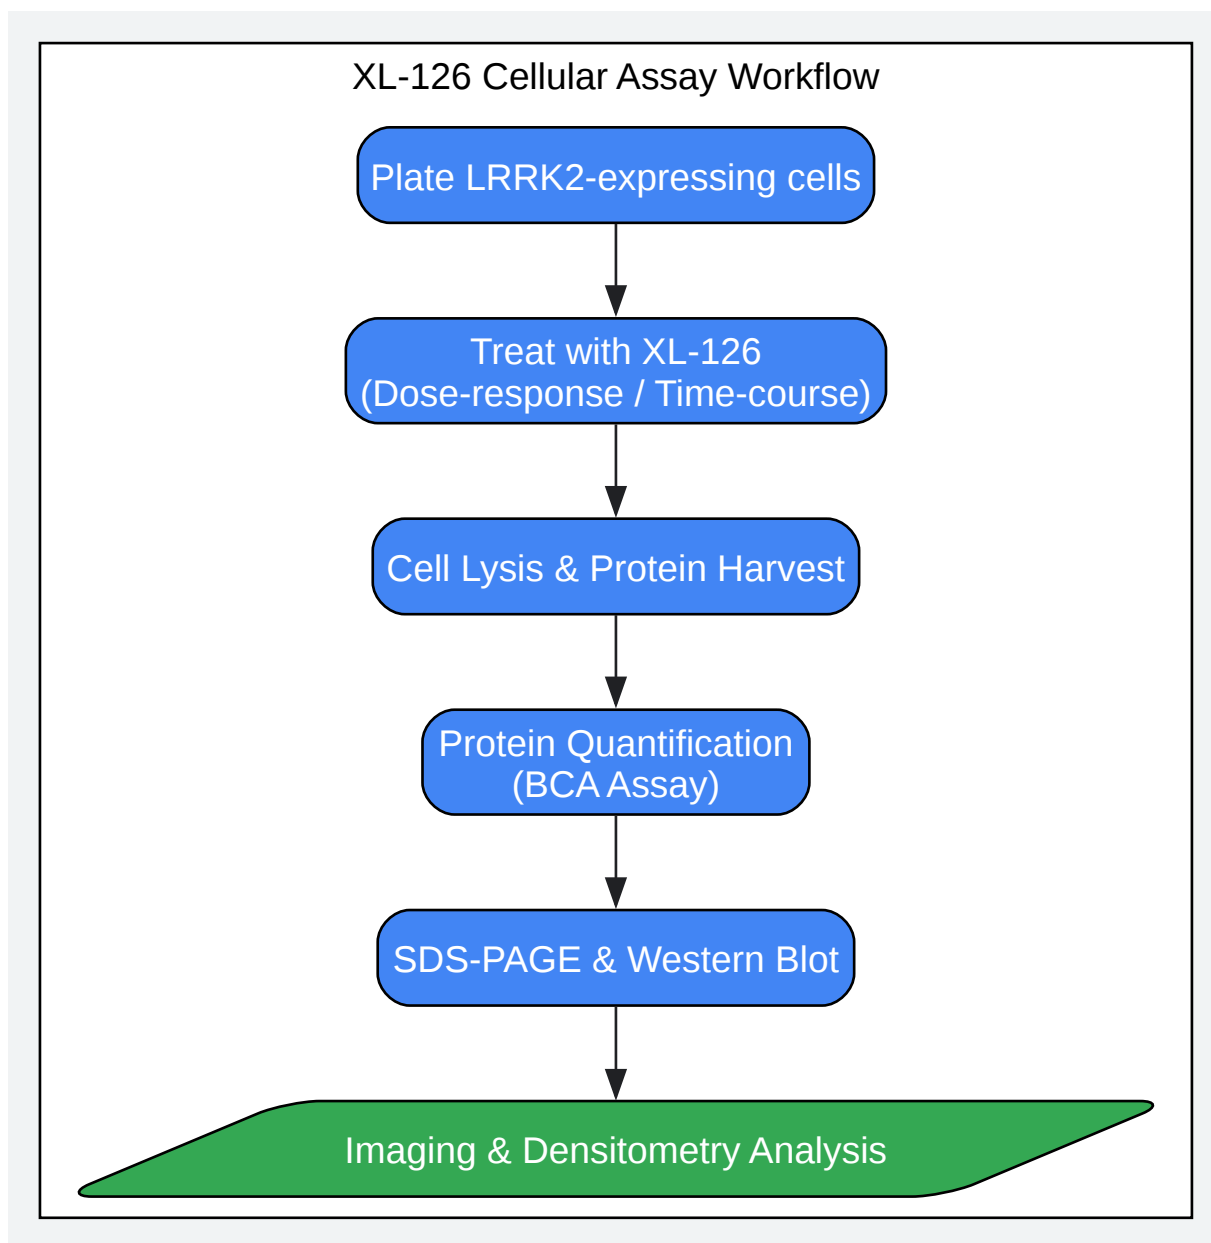 XL-126 Cellular Assay Workflow
Plate LRRK2-expressing cells
Treat with XL-126
(Dose-response / Time-course)
Cell Lysis & Protein Harvest
Protein Quantification
(BCA Assay)
SDS-PAGE & Western Blot
Imaging & Densitometry Analysis